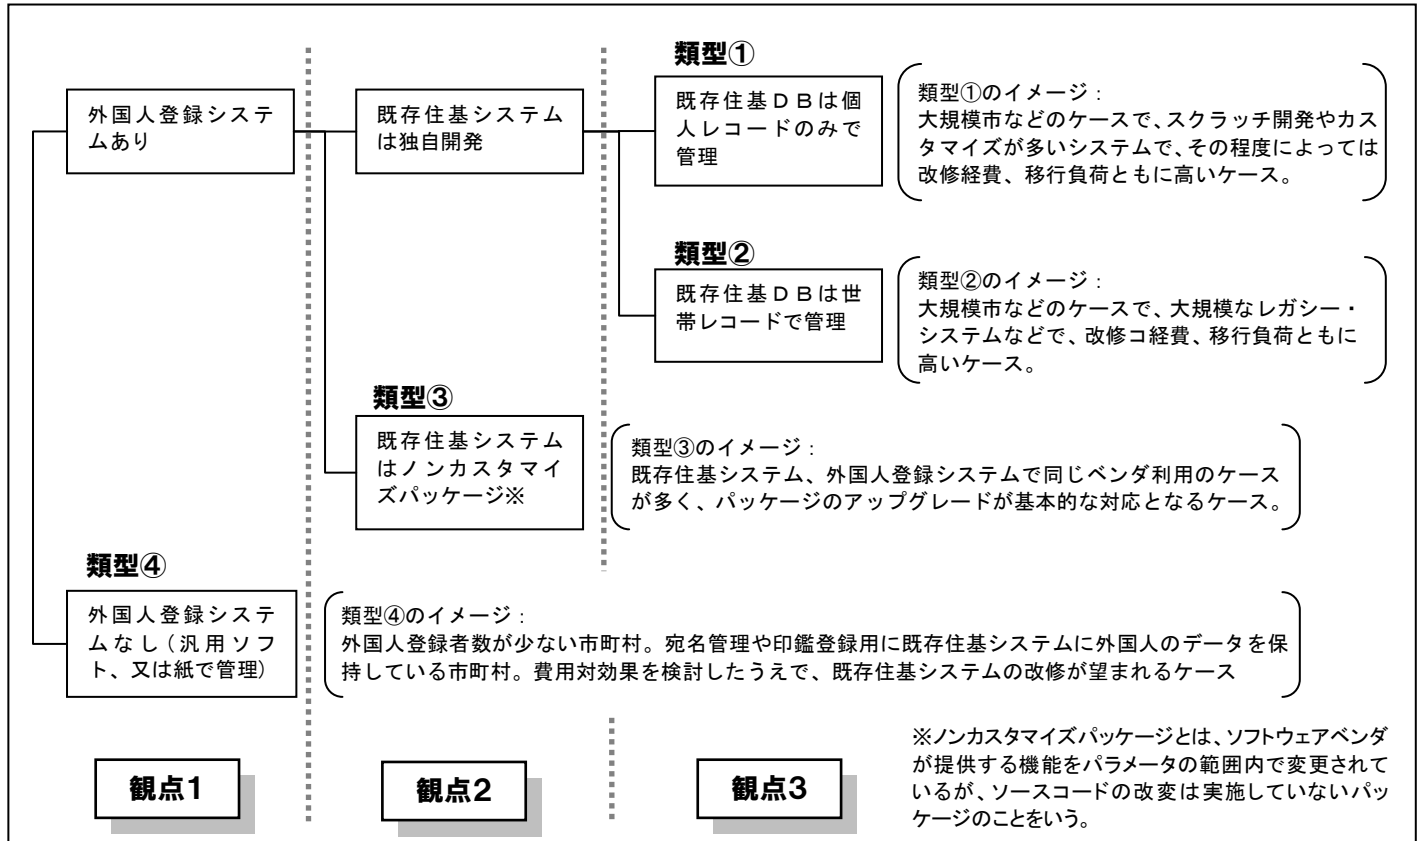 類型①
外国人登録システ
ムあり
既存住基システム
は独自開発
既存住基ＤＢは個
人レコードのみで
管理
類型①のイメージ：
大規模市などのケースで、スクラッチ開発やカス
タマイズが多いシステムで、その程度によっては
改修経費、移行負荷ともに高いケース。
類型②
既存住基ＤＢは世
帯レコードで管理
類型②のイメージ：
大規模市などのケースで、大規模なレガシー・
システムなどで、改修コ経費、移行負荷ともに
高いケース。
類型③
既存住基システム
はノンカスタマイ
ズパッケージ※
類型③のイメージ：
既存住基システム、外国人登録システムで同じベンダ利用のケース
が多く、パッケージのアップグレードが基本的な対応となるケース。
類型④
外国人登録システ
ムなし（汎用ソフ
ト、又は紙で管理）
類型④のイメージ：
外国人登録者数が少ない市町村。宛名管理や印鑑登録用に既存住基システムに外国人のデータを保
持している市町村。費用対効果を検討したうえで、既存住基システムの改修が望まれるケース
観点1
観点2
観点3
※ノンカスタマイズパッケージとは、ソフトウェアベンダ
が提供する機能をパラメータの範囲内で変更されて
いるが、ソースコードの改変は実施していないパッ
ケージのことをいう。